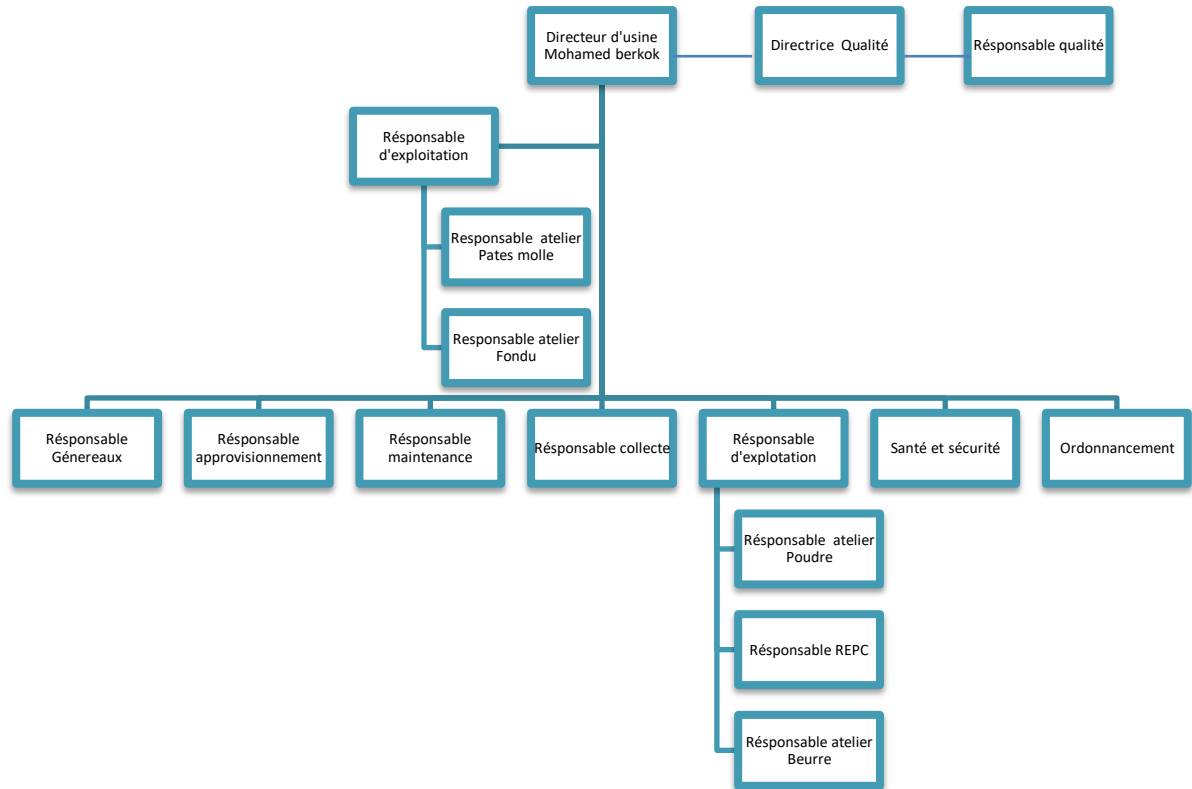 Directeur d'usine
Mohamed berkok
Directrice Qualité
Résponsable qualité
Résponsable
d'exploitation
Responsable atelier
Pates molle
Responsable atelier
Fondu
Résponsable
Génereaux
Résponsable
approvisionnement
Résponsable
maintenance
Résponsable collecte
Résponsable
d'explotation
Santé et sécurité
Ordonnancement
Résponsable atelier
Poudre
Résponsable REPC
Résponsable atelier
Beurre